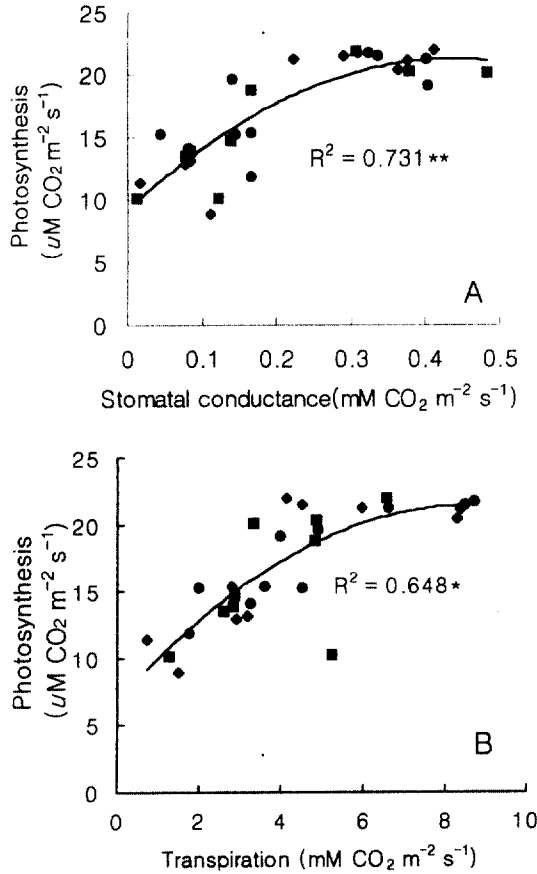 Photosynthesis
(uM CO₂ m⁻² s⁻¹)
25
20
15
10
5
0
R² = 0.731**
A
0 0.1 0.2 0.3 0.4 0.5
Stomatal conductance(mM CO₂ m⁻² s⁻¹)
Photosynthesis
(uM CO₂ m⁻² s⁻¹)
25
20
15
10
5
0
R² = 0.648*
B
0 2 4 6 8 10
Transpiration (mM CO₂ m⁻² s⁻¹)